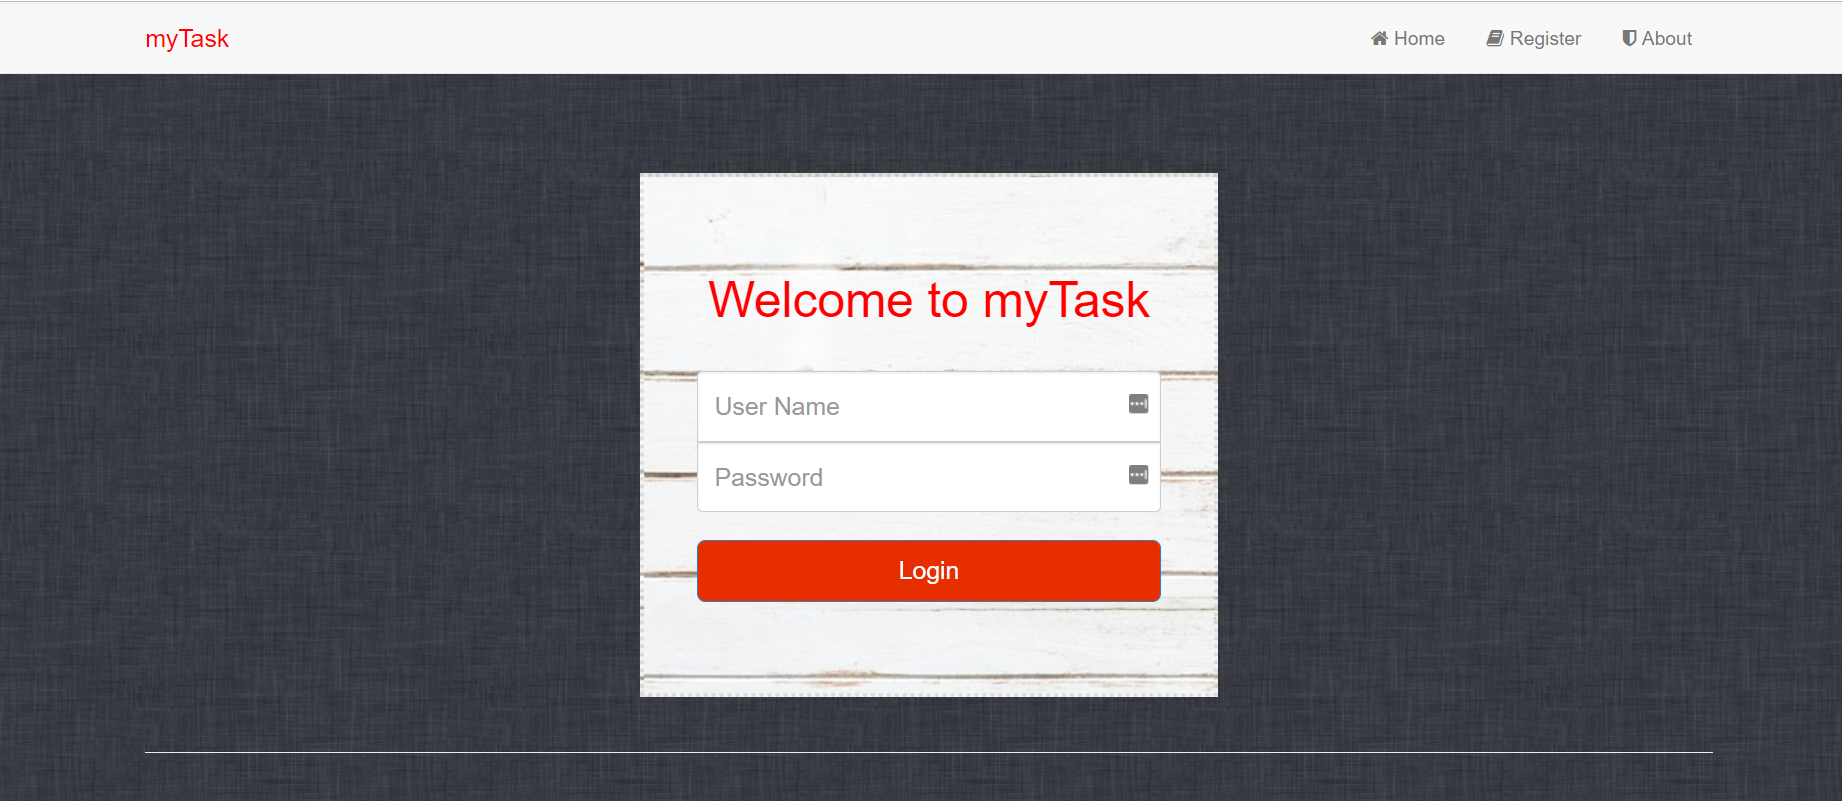 myTask
Home
Register
About
Welcome to myTask
User Name
Password
Login